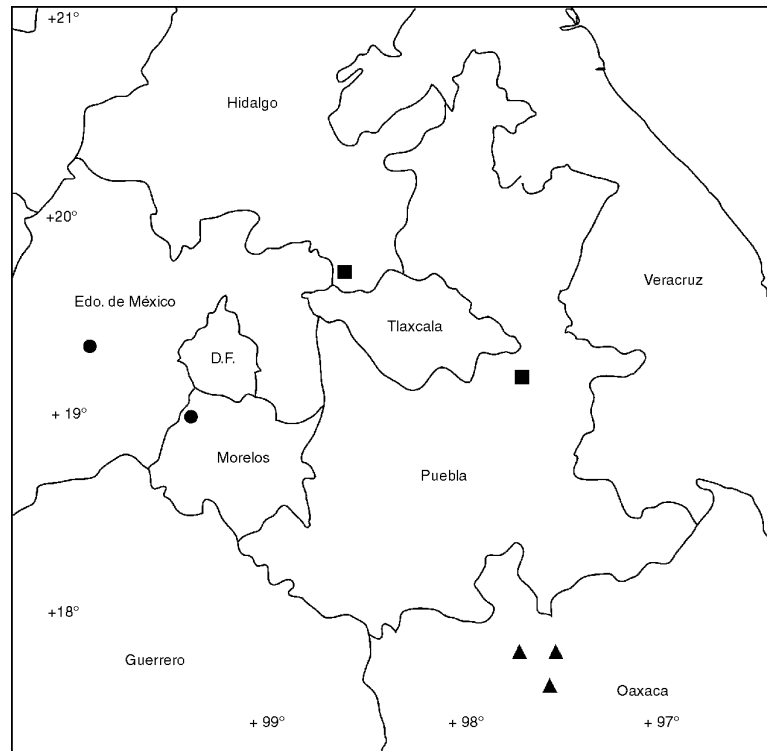 +21°
Hidalgo
+20°
Veracruz
Edo. de México
Tlaxcala
D.F.
+ 19°
Morelos
Puebla
+18°
Guerrero
Oaxaca
+ 99°
+ 98°
+ 97°